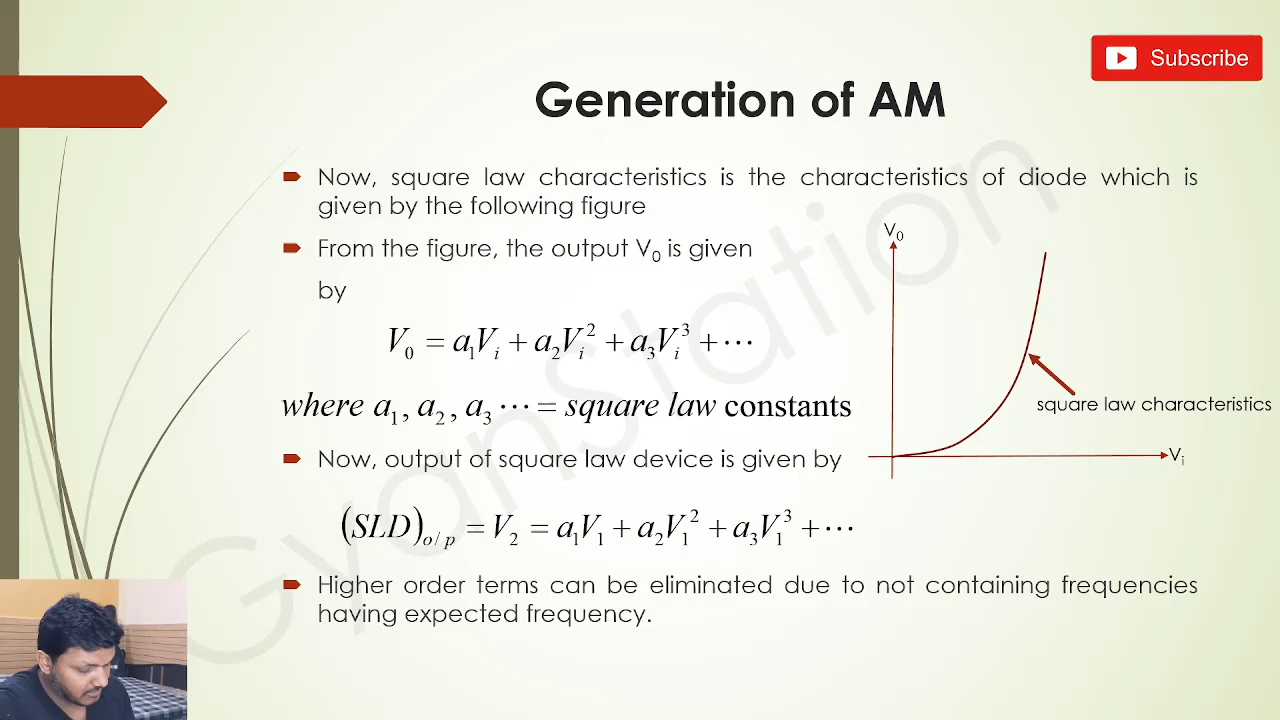 Subscribe
Generation of AM
Now, square law characteristics is the characteristics of diode which is
given by the following figure
From the figure, the output V₀ is given
by
V₀ = a₁Vᵢ + a₂Vᵢ² + a₃Vᵢ³ + ⋯
where a₁, a₂, a₃ ⋯ = square law constants
V₀
square law characteristics
Vᵢ
Now, output of square law device is given by
(SLD)o/p = V₂ = a₁V₁ + a₂V₁² + a₃V₁³ + ⋯
Higher order terms can be eliminated due to not containing frequencies
having expected frequency.
GyanStation